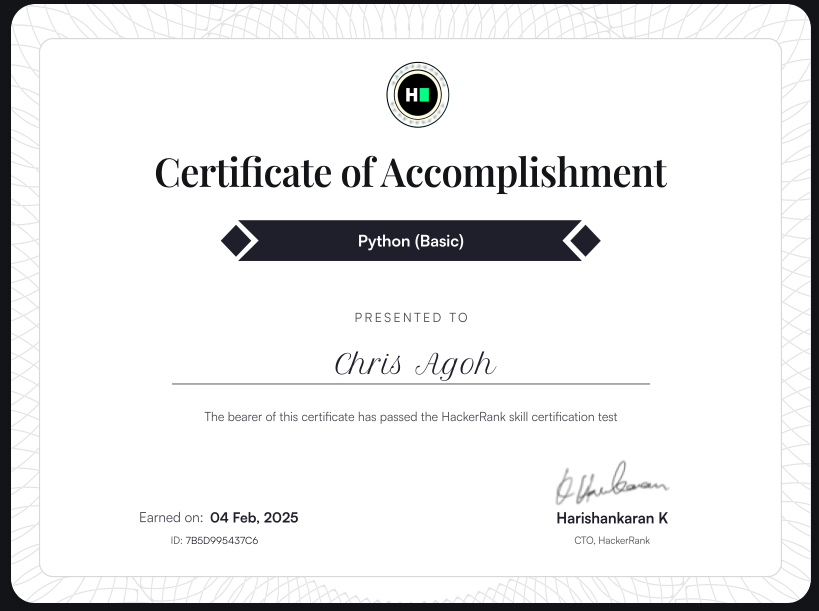 H
Certificate of Accomplishment
Python (Basic)
PRESENTED TO
Chris Agoh
The bearer of this certificate has passed the HackerRank skill certification test
Earned on: 04 Feb, 2025
Harishankaran K
ID: 7B5D995437C6
CTO, HackerRank